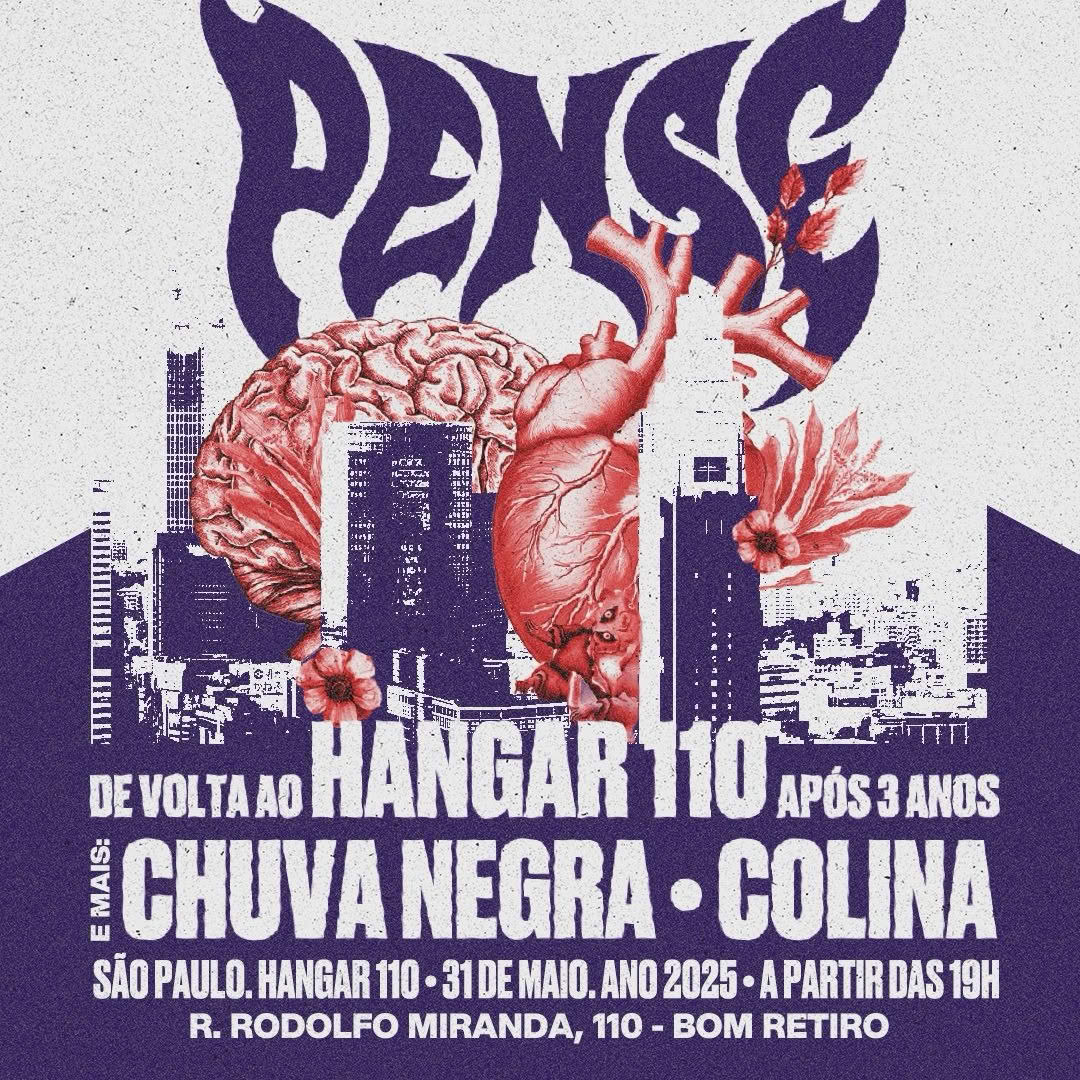 PENSE
DE VOLTA AO HANGAR 110 APÓS 3 ANOS
E MAIS: CHUVA NEGRA • COLINA
SÃO PAULO. HANGAR 110 • 31 DE MAIO. ANO 2025 • A PARTIR DAS 19H
R. RODOLFO MIRANDA, 110 - BOM RETIRO